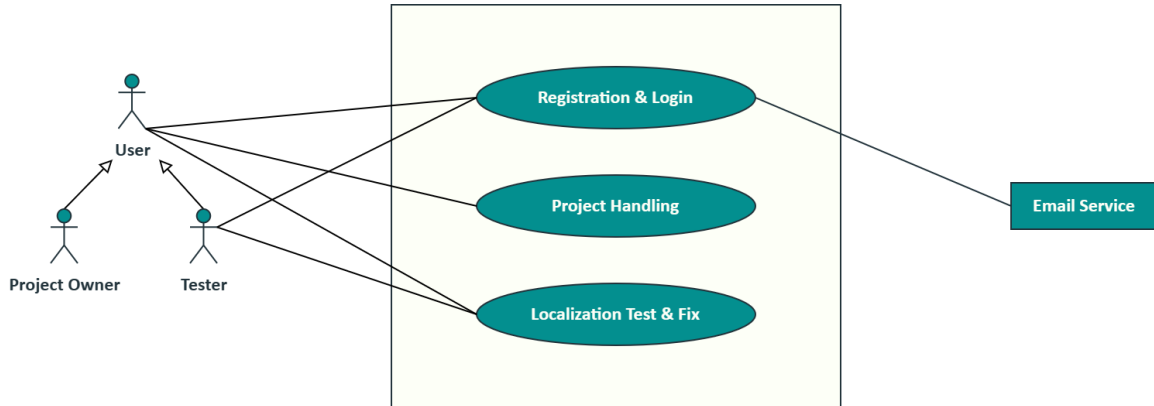 Registration & Login
User
Project Handling
Email Service
Project Owner
Tester
Localization Test & Fix